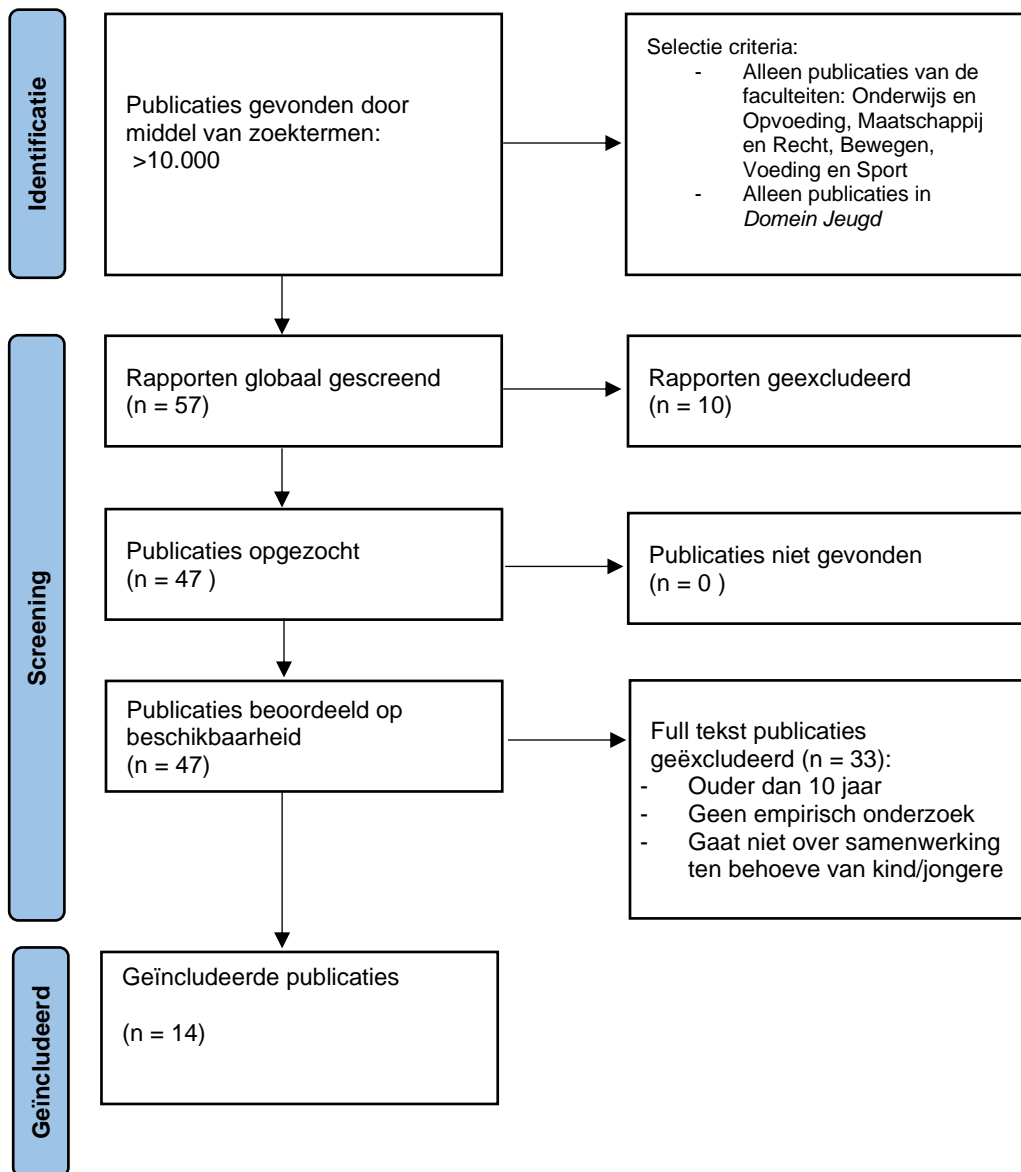 Identificatie
Publicaties gevonden door
middel van zoektermen:
>10.000
Selectie criteria:
- Alleen publicaties van de
faculteiten: Onderwijs en
Opvoeding, Maatschappij
en Recht, Bewegen,
Voeding en Sport
- Alleen publicaties in
Domein Jeugd
Screening
Rapporten globaal gescreend
(n = 57)
Rapporten geexcludeerd
(n = 10)
Publicaties opgezocht
(n = 47 )
Publicaties niet gevonden
(n = 0 )
Publicaties beoordeeld op
beschikbaarheid
(n = 47)
Full tekst publicaties
geëxcludeerd (n = 33):
- Ouder dan 10 jaar
- Geen empirisch onderzoek
- Gaat niet over samenwerking
ten behoeve van kind/jongere
Geïncludeerd
Geïncludeerde publicaties
(n = 14)